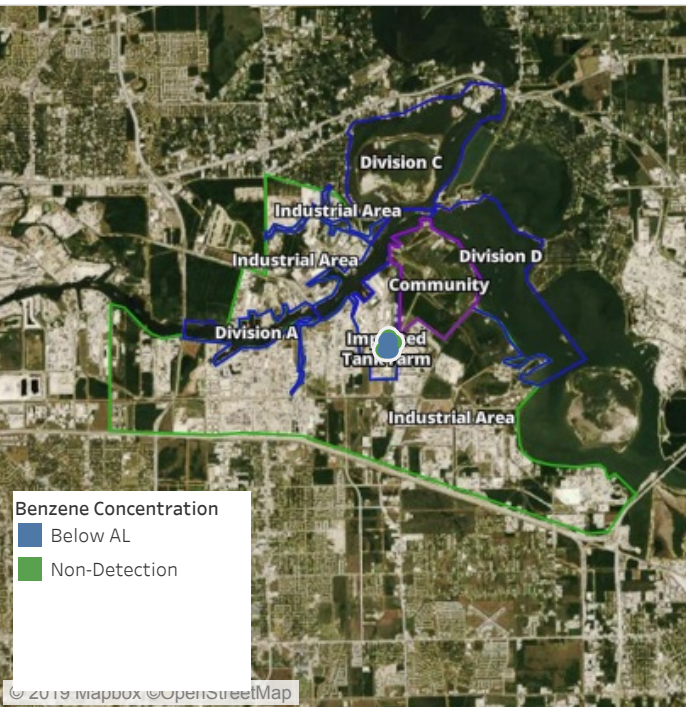 Division C
Industrial Area
Division D
Industrial Area
Community
Division A
Tank Farm
Industrial Area
Benzene Concentration
Below AL
Non-Detection
© 2019 Mapbox ©OpenStreetMap